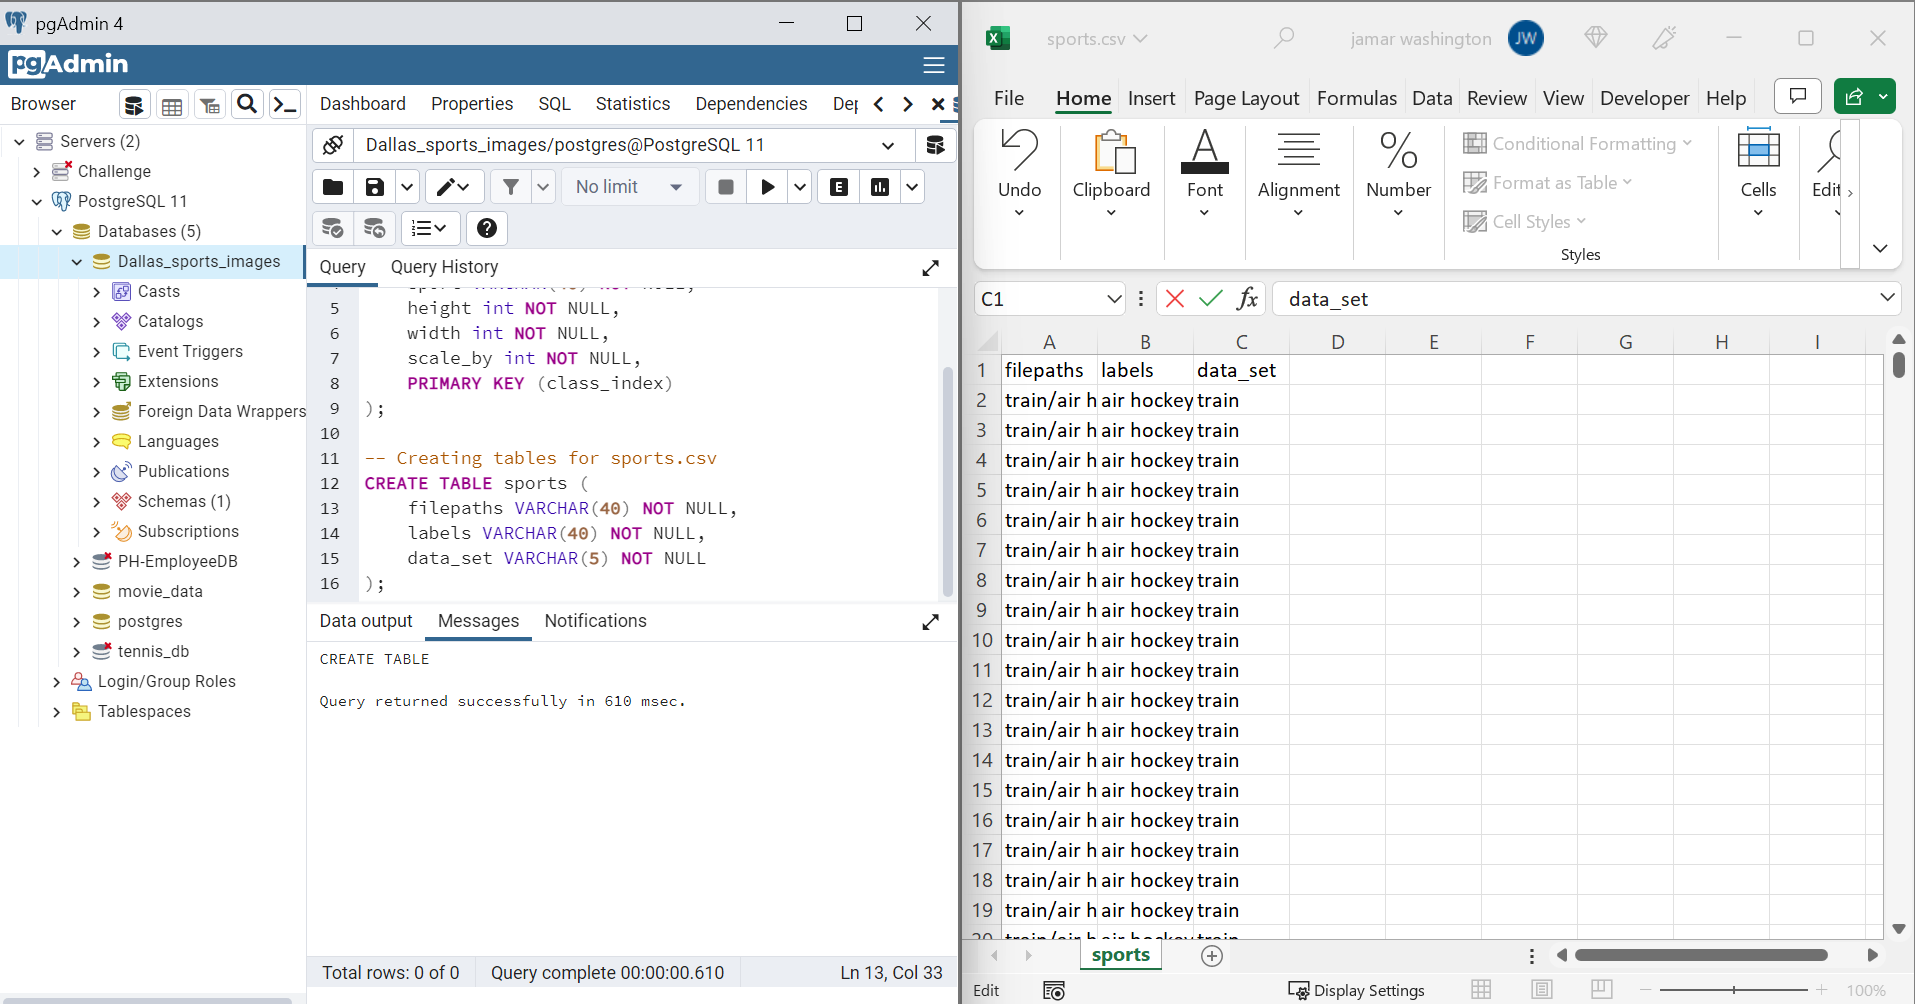 pgAdmin 4
pgAdmin
Browser
Dashboard Properties SQL Statistics Dependencies Dep
Servers (2)
Challenge
PostgreSQL 11
Databases (5)
Dallas_sports_images
Casts
Catalogs
Event Triggers
Extensions
Foreign Data Wrappers
Languages
Publications
Schemas (1)
Subscriptions
PH-EmployeeDB
movie_data
postgres
tennis_db
Login/Group Roles
Tablespaces
Dallas_sports_images/postgres@PostgreSQL 11
No limit
E
Query Query History
5 height int NOT NULL,
6 width int NOT NULL,
7 scale_by int NOT NULL,
8 PRIMARY KEY (class_index)
9 );
10
11 -- Creating tables for sports.csv
12 CREATE TABLE sports (
13 filepaths VARCHAR(40) NOT NULL,
14 labels VARCHAR(40) NOT NULL,
15 data_set VARCHAR(5) NOT NULL
16 );
Data output Messages Notifications
CREATE TABLE
Query returned successfully in 610 msec.
Total rows: 0 of 0 Query complete 00:00:00.610 Ln 13, Col 33
sports.csv jamar washington JW
File Home Insert Page Layout Formulas Data Review View Developer Help
Undo Clipboard Font Alignment Number
Conditional Formatting
Format as Table
Cell Styles
Styles
Cells Edit
C1 fx data_set
A B C D E F G H I
1 filepaths labels data_set
2 train/air h air hockey train
3 train/air h air hockey train
4 train/air h air hockey train
5 train/air h air hockey train
6 train/air h air hockey train
7 train/air h air hockey train
8 train/air h air hockey train
9 train/air h air hockey train
10 train/air h air hockey train
11 train/air h air hockey train
12 train/air h air hockey train
13 train/air h air hockey train
14 train/air h air hockey train
15 train/air h air hockey train
16 train/air h air hockey train
17 train/air h air hockey train
18 train/air h air hockey train
19 train/air h air hockey train
sports
Edit Display Settings 100%